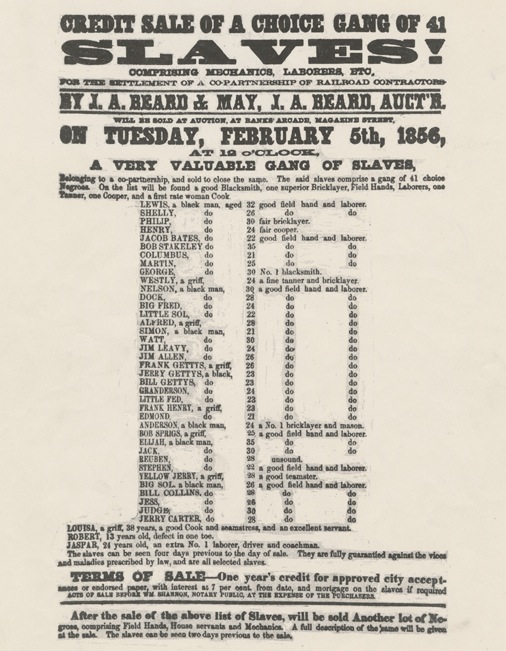 CREDIT SALE OF A CHOICE GANG OF 41
SLAVES!
COMPRISING MECHANICS, LABORERS, ETC,
FOR THE SETTLEMENT OF A CO-PARTNERSHIP OF RAILROAD CONTRACTORS
BY J. A. BEARD & MAY, J. A. BEARD, AUCT'R.
WILL BE SOLD AT AUCTION, AT BANKS' ARCADE, MAGAZINE STREET,
ON TUESDAY, FEBRUARY 5th, 1856,
AT 12 O'CLOCK,
A VERY VALUABLE GANG OF SLAVES,
Belonging to a co-partnership, and sold to close the same. The said slaves comprise a gang of 41 choice
Negroes. On the list will be found a good Blacksmith, one superior Bricklayer, Field Hands, Laborers, one
Tanner, one Cooper, and a first rate woman Cook.
LEWIS, a black man, aged 32 good field hand and laborer.
SHELLY, do 26 do do
PHILIP, do 30 fair bricklayer.
HENRY, do 24 fair cooper.
JACOB BATES, do 22 good field hand and laborer.
BOB STAKELEY do 35 do do
COLUMBUS, do 21 do do
MARTIN, do 25 do do
GEORGE, do 30 No. 1 blacksmith.
WESTLY, a griff, 24 a fine tanner and bricklayer.
NELSON, a black man, 30 a good field hand and laborer.
DOCK, do 28 do do
BIG FRED, do 24 do do
LITTLE SOL, do 22 do do
ALFRED, a griff, 28 do do
SIMON, a black man, 21 do do
WATT, do 30 do do
JIM LEAVY, do 24 do do
JIM ALLEN, do 26 do do
FRANK GETTYS, a griff, 26 do do
JERRY GETTYS, a black, 23 do do
BILL GETTYS, do 23 do do
GRANDERSON, do 24 do do
LITTLE FED, do 23 do do
FRANK HENRY, a griff, 23 do do
EDMOND, do 21 do do
ANDERSON, a black man, 24 a No. 1 bricklayer and mason.
BOB SPRIGS, a griff, 25 a good field hand and laborer.
ELIJAH, a black man, 35 do do
JACK, do 30 do do
REUBEN, do 28 unsound.
STEPHEN, do 22 a good field hand and laborer.
YELLOW JERRY, a griff, 28 a good teamster.
BIG SOL, a black man, 26 a good field hand and laborer.
BILL COLLINS, do 28 do do
JESS, do 26 do do
JUDGE, do 30 do do
JERRY CARTER, do 28 do do
LOUISA, a griff, 38 years, a good Cook and seamstress, and an excellent servant.
ROBERT, 13 years old, defect in one toe.
JASPAR, 24 years old, an extra No. 1 laborer, driver and coachman.
The slaves can be seen four days previous to the day of sale. They are fully guarantied against the vices
and maladies prescribed by law, and are all selected slaves.
TERMS OF SALE—One year's credit for approved city accept-
ances or endorsed paper, with interest at 7 per cent. from date, and mortgage on the slaves if required
ACTS OF SALE BEFORE WM. SHANNON, NOTARY PUBLIC, AT THE EXPENSE OF THE PURCHASERS.
After the sale of the above list of Slaves, will be sold Another lot of Ne-
groes, comprising Field Hands, House servants and Mechanics. A full description of the same will be given
at the sale. The slaves can be seen two days previous to the sale.